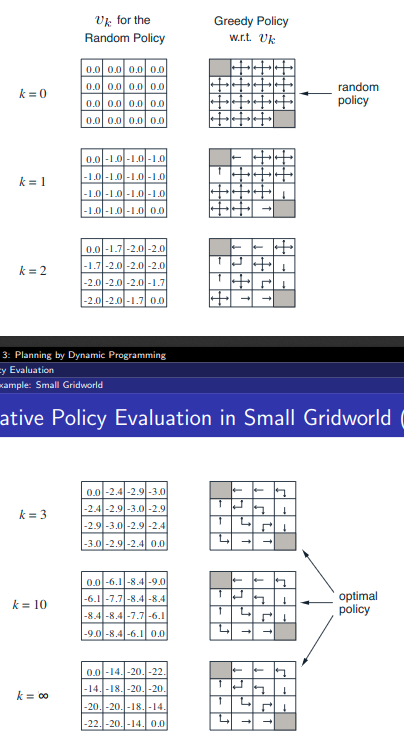 vk for the
Random Policy
Greedy Policy
w.r.t. vk
k = 0
0.0 0.0 0.0 0.0
0.0 0.0 0.0 0.0
0.0 0.0 0.0 0.0
0.0 0.0 0.0 0.0
random
policy
k = 1
0.0 -1.0 -1.0 -1.0
-1.0 -1.0 -1.0 -1.0
-1.0 -1.0 -1.0 -1.0
-1.0 -1.0 -1.0 0.0
k = 2
0.0 -1.7 -2.0 -2.0
-1.7 -2.0 -2.0 -2.0
-2.0 -2.0 -2.0 -1.7
-2.0 -2.0 -1.7 0.0
3: Planning by Dynamic Programming
cy Evaluation
xample: Small Gridworld
ative Policy Evaluation in Small Gridworld (
k = 3
0.0 -2.4 -2.9 -3.0
-2.4 -2.9 -3.0 -2.9
-2.9 -3.0 -2.9 -2.4
-3.0 -2.9 -2.4 0.0
k = 10
0.0 -6.1 -8.4 -9.0
-6.1 -7.7 -8.4 -8.4
-8.4 -8.4 -7.7 -6.1
-9.0 -8.4 -6.1 0.0
optimal
policy
k = ∞
0.0 -14. -20. -22.
-14. -18. -20. -20.
-20. -20. -18. -14.
-22. -20. -14. 0.0